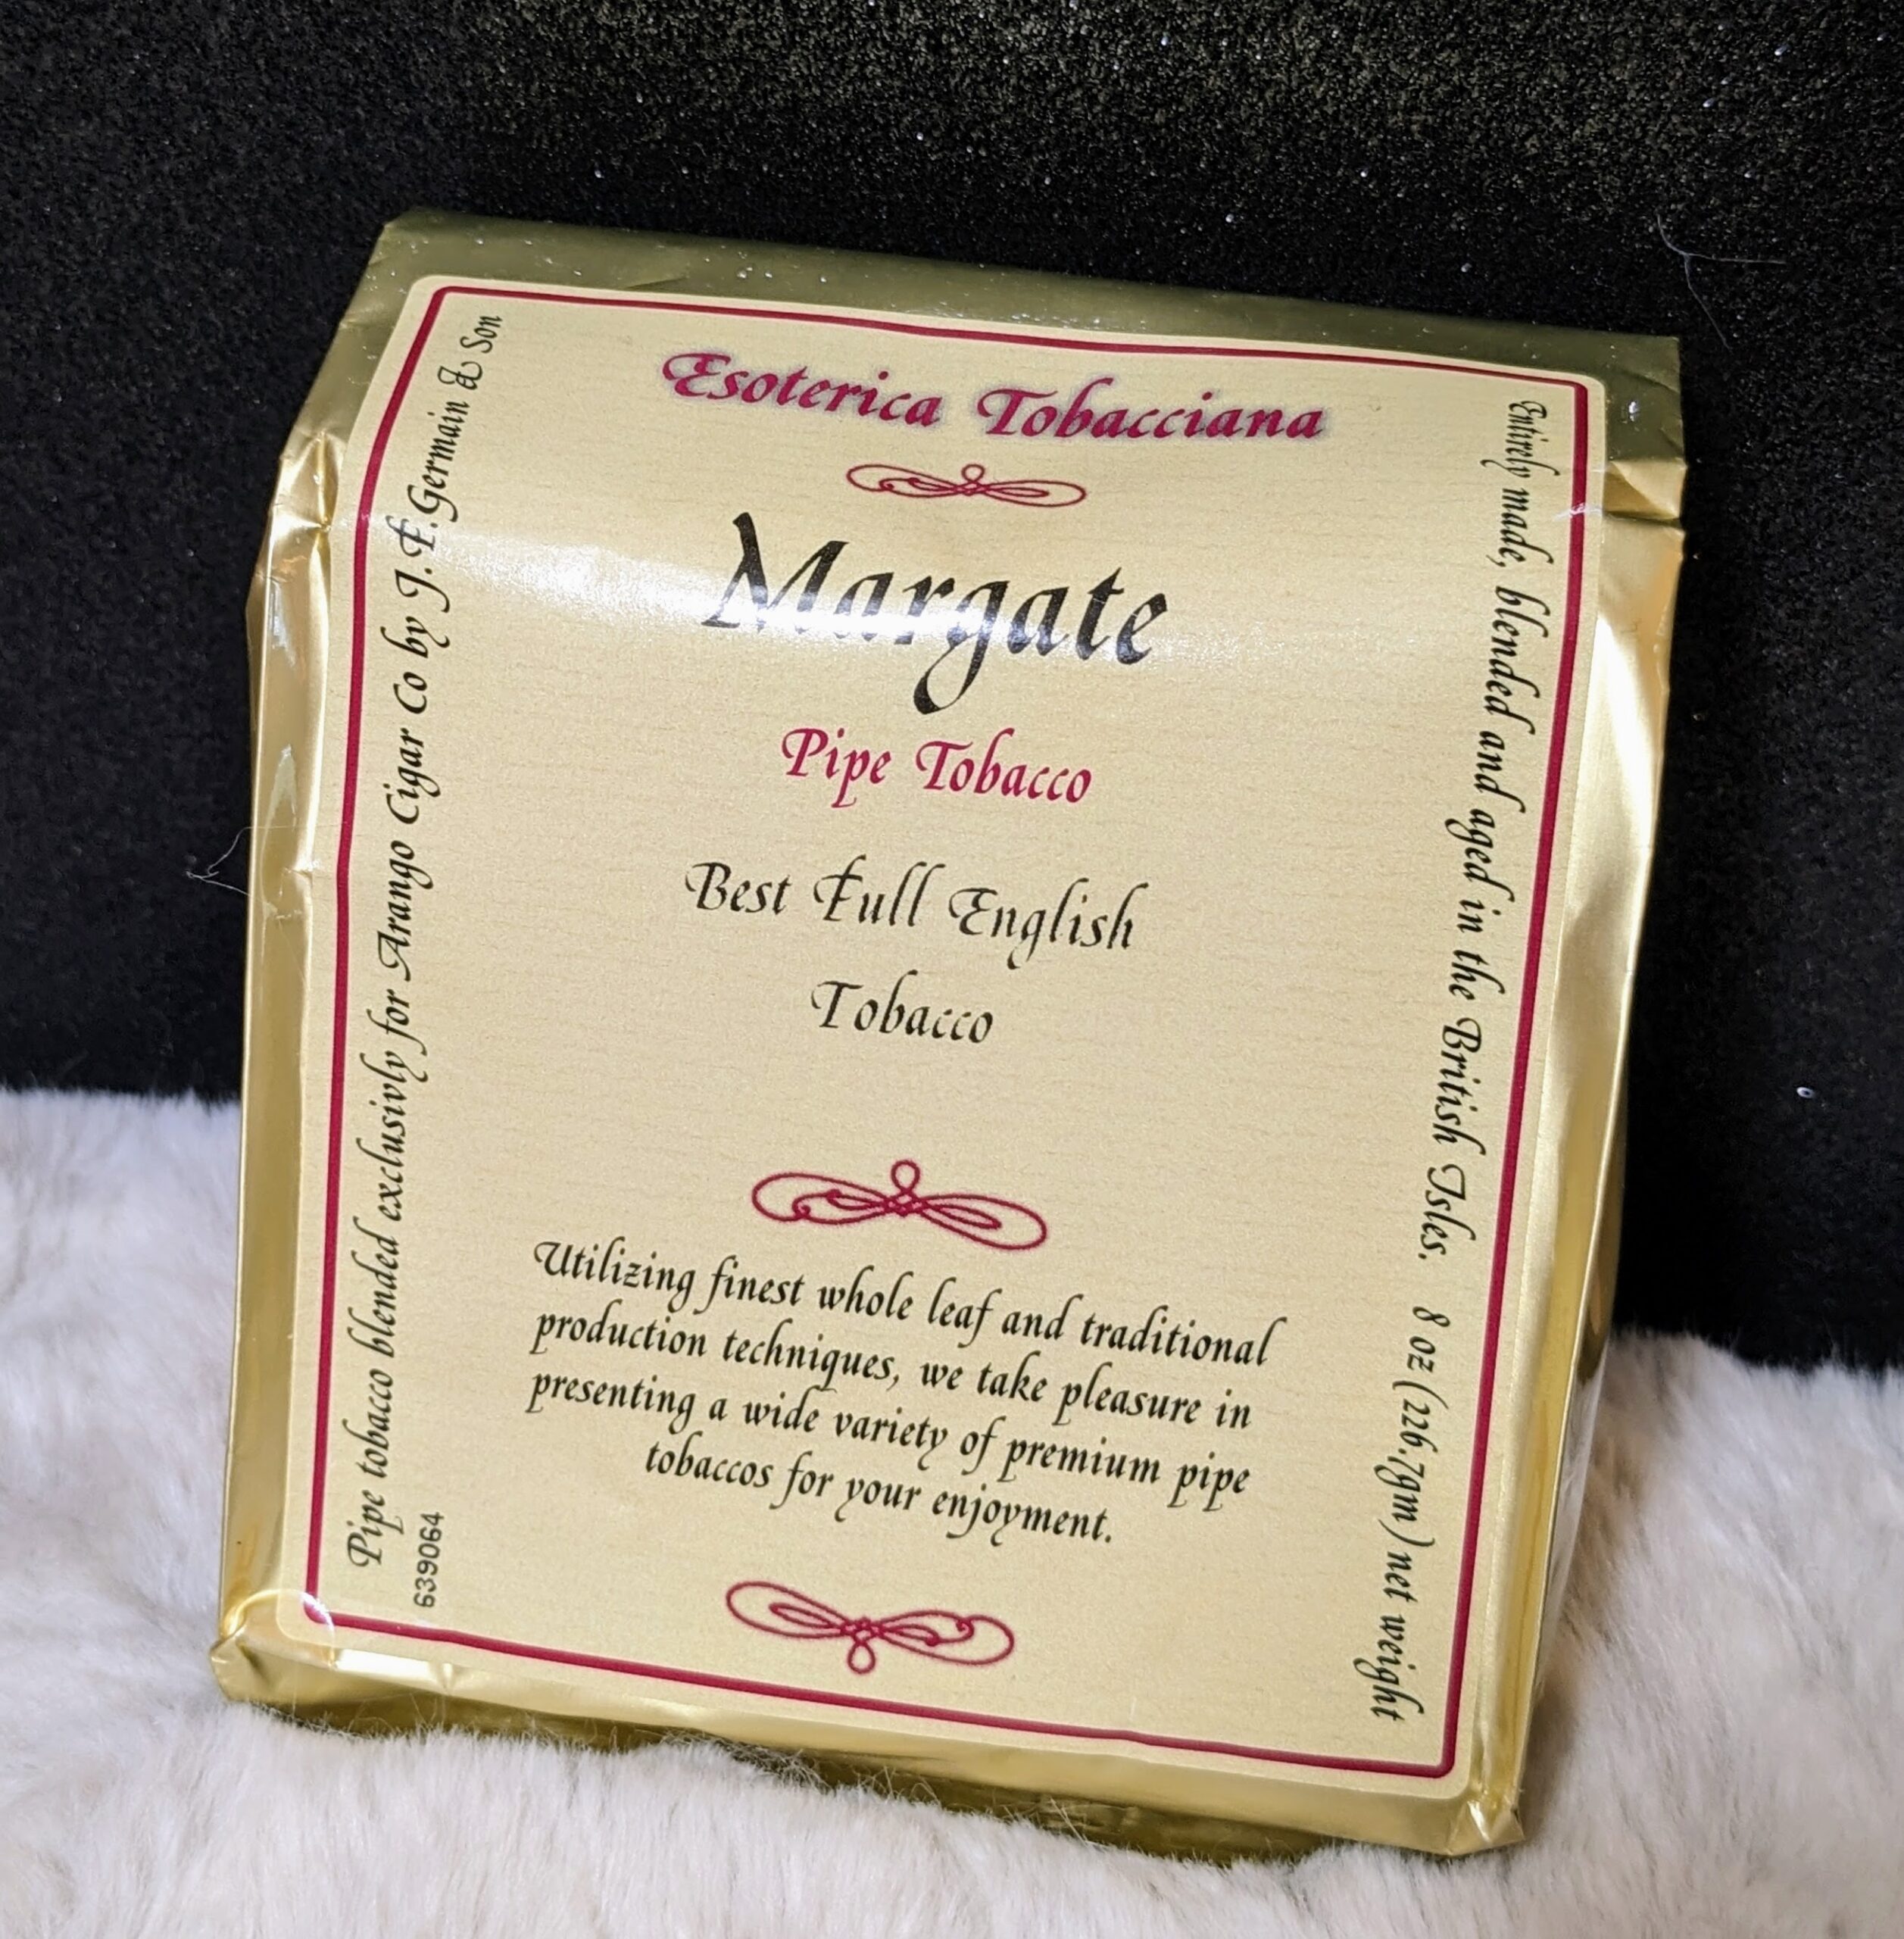 Esoterica Tobacciana
Margate
Pipe Tobacco
Best Full English
Tobacco
Utilizing finest whole leaf and traditional
production techniques, we take pleasure in
presenting a wide variety of premium pipe
tobaccos for your enjoyment.
Pipe tobacco blended exclusivly for Arango Cigar Co by J.F.Germain & Son
639064
Entirely made, blended and aged in the British Isles. 8 oz (226.7gm) net weight